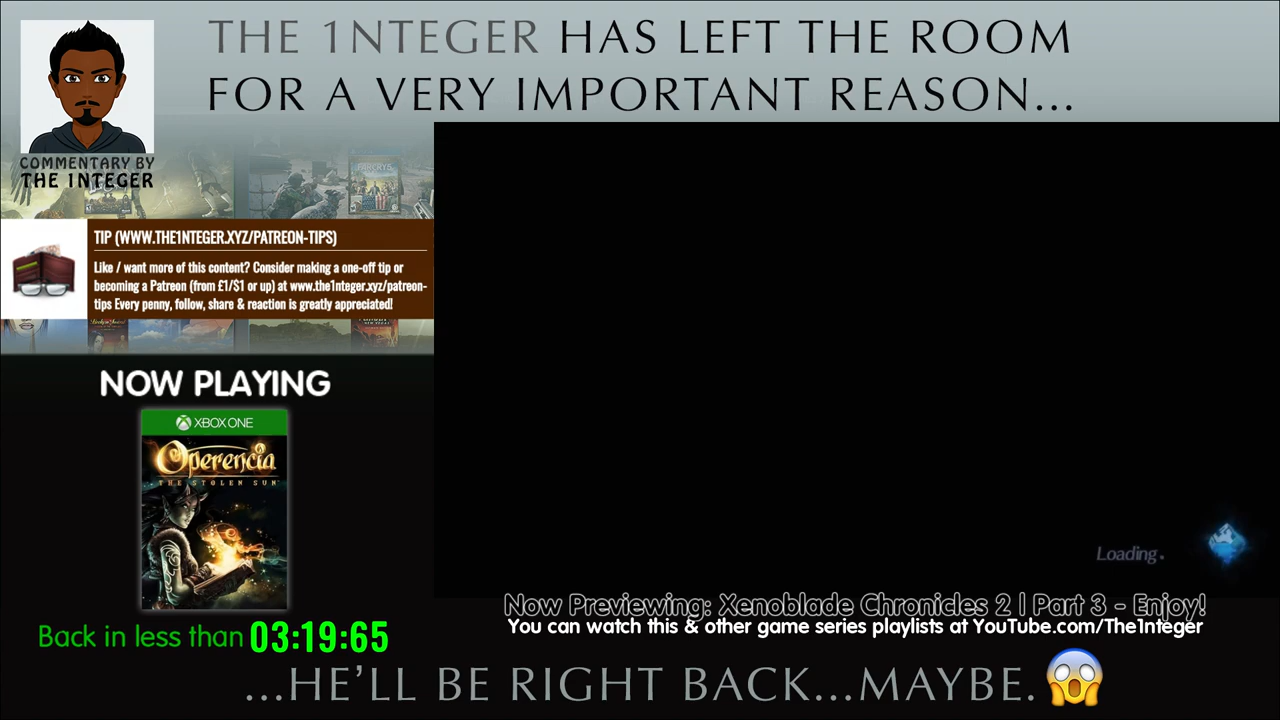 THE 1NTEGER HAS LEFT THE ROOM
FOR A VERY IMPORTANT REASON...
COMMENTARY BY
THE 1NTEGER
FARCRY5
TIP (WWW.THE1NTEGER.XYZ/PATREON-TIPS)
Like / want more of this content? Consider making a one-off tip or
becoming a Patreon (from £1/$1 or up) at www.the1nteger.xyz/patreon-
tips Every penny, follow, share & reaction is greatly appreciated!
NOW PLAYING
XBOX ONE
Operencia
THE STOLEN SUN
Loading.
Now Previewing: Xenoblade Chronicles 2 | Part 3 - Enjoy!
You can watch this & other game series playlists at YouTube.com/The1nteger
Back in less than 03:19:65
...HE'LL BE RIGHT BACK...MAYBE.